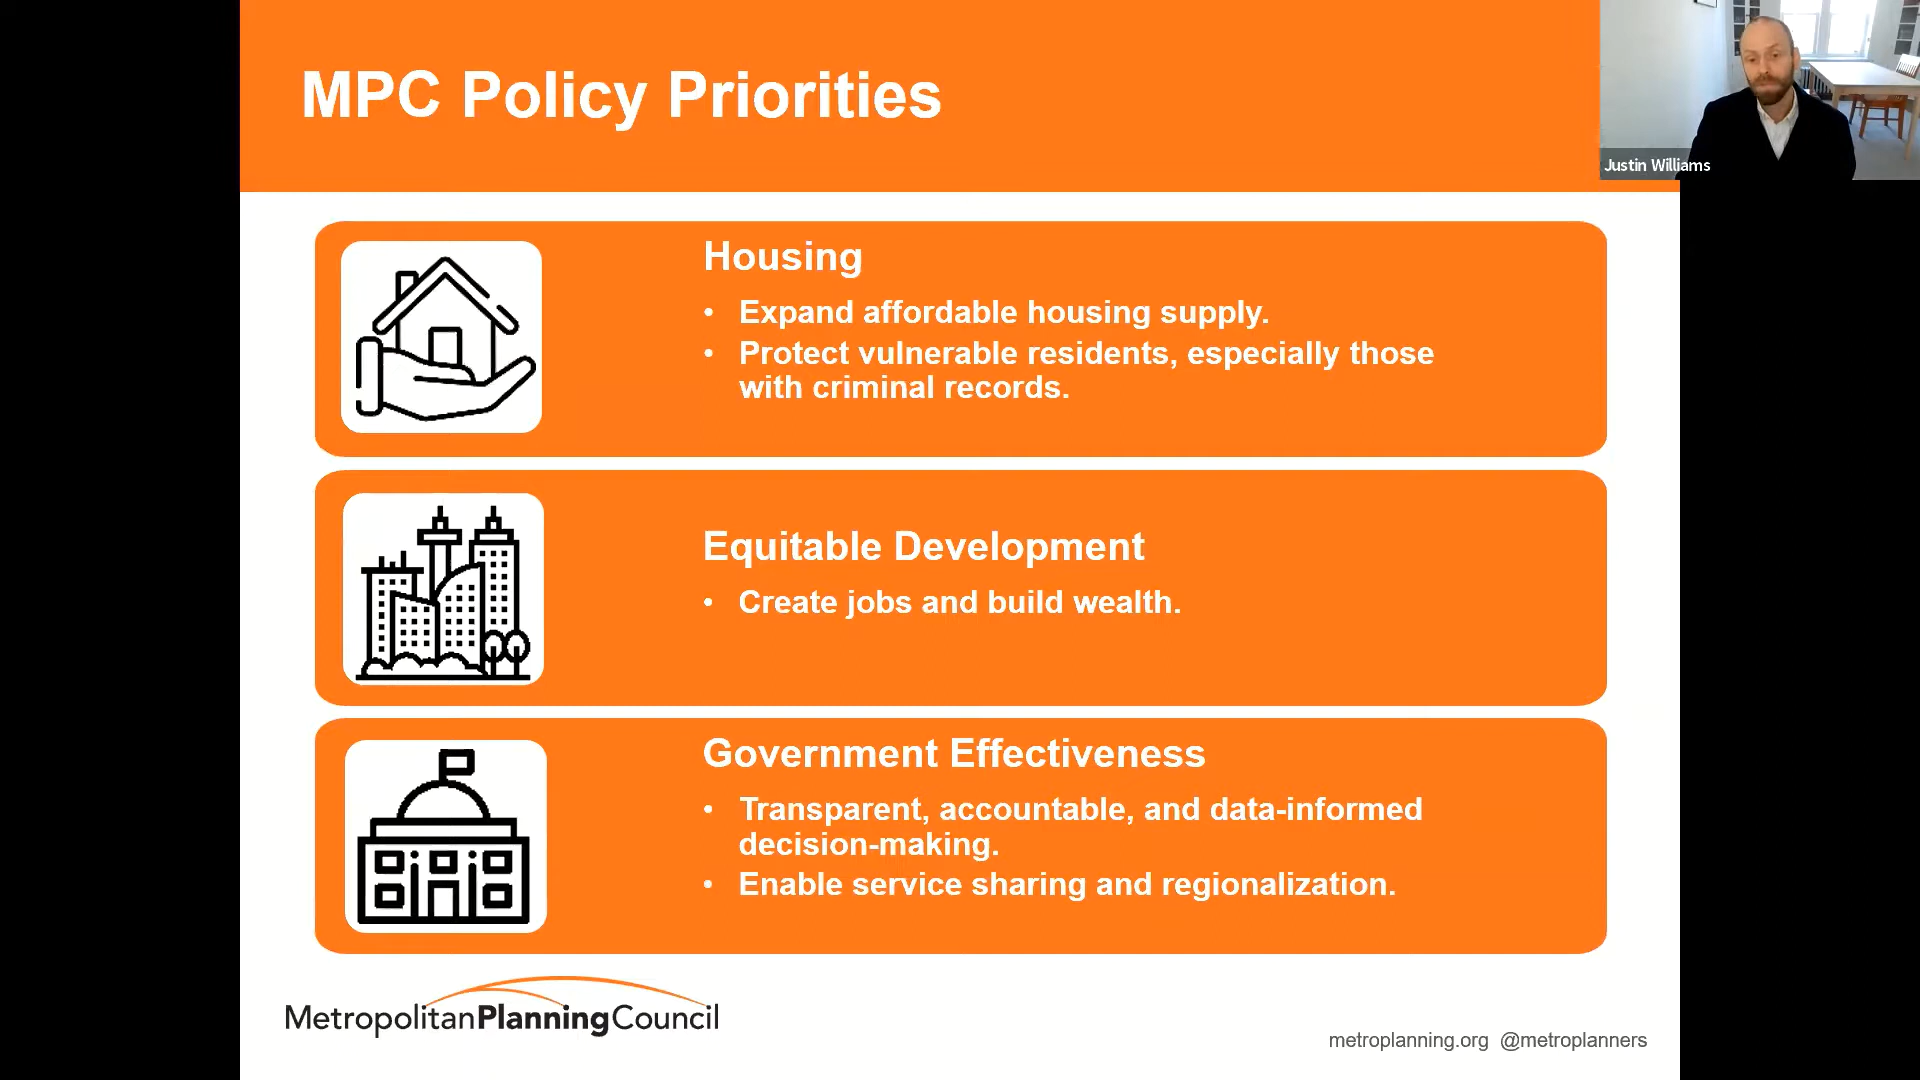 MPC Policy Priorities
Justin Williams
Housing
• Expand affordable housing supply.
• Protect vulnerable residents, especially those
with criminal records.
Equitable Development
• Create jobs and build wealth.
Government Effectiveness
• Transparent, accountable, and data-informed
decision-making.
• Enable service sharing and regionalization.
MetropolitanPlanningCouncil
metroplanning.org @metroplanners